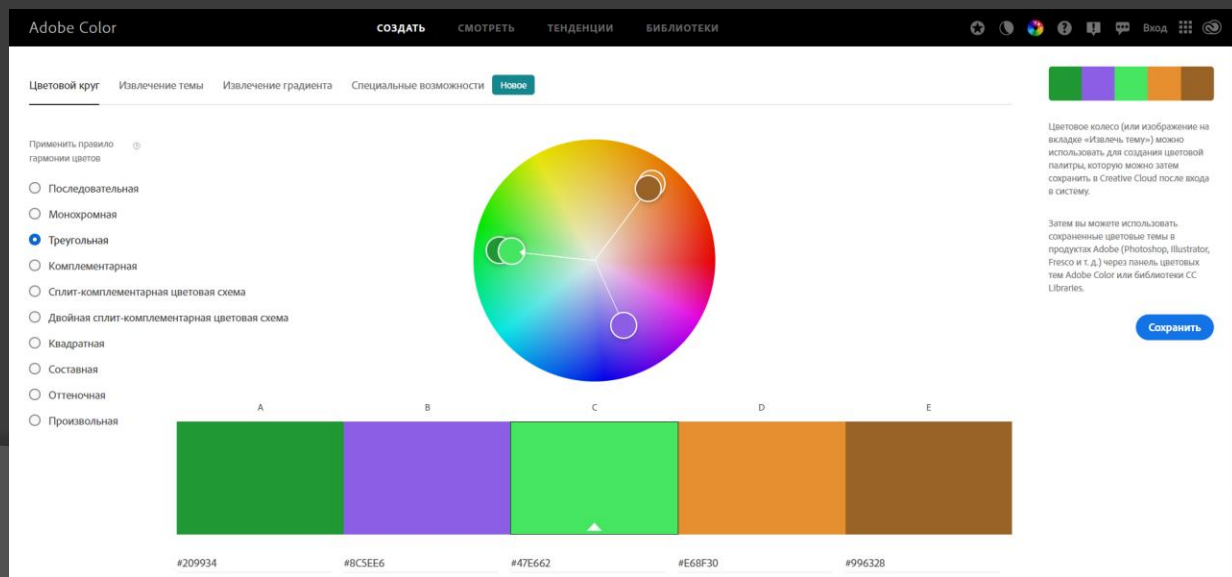 Adobe Color
СОЗДАТЬ СМОТРЕТЬ ТЕНДЕНЦИИ БИБЛИОТЕКИ
Вход
Цветовой круг Извлечение темы Извлечение градиента Специальные возможности Новое
Применить правило
гармонии цветов
Последовательная
Монохромная
Треугольная
Комплементарная
Сплит-комплементарная цветовая схема
Двойная сплит-комплементарная цветовая схема
Квадратная
Составная
Оттеночная
Произвольная
A B C D E
#209934 #8C5EE6 #47E662 #E68F30 #996328
Цветовое колесо (или изображение на
вкладке «Извлечь тему») можно
использовать для создания цветовой
палитры, которую можно затем
сохранить в Creative Cloud после входа
в систему.
Затем вы можете использовать
сохраненные цветовые темы в
продуктах Adobe (Photoshop, Illustrator,
Fresco и т. д.) через панель цветовых
тем Adobe Color или библиотеки CC
Libraries.
Сохранить